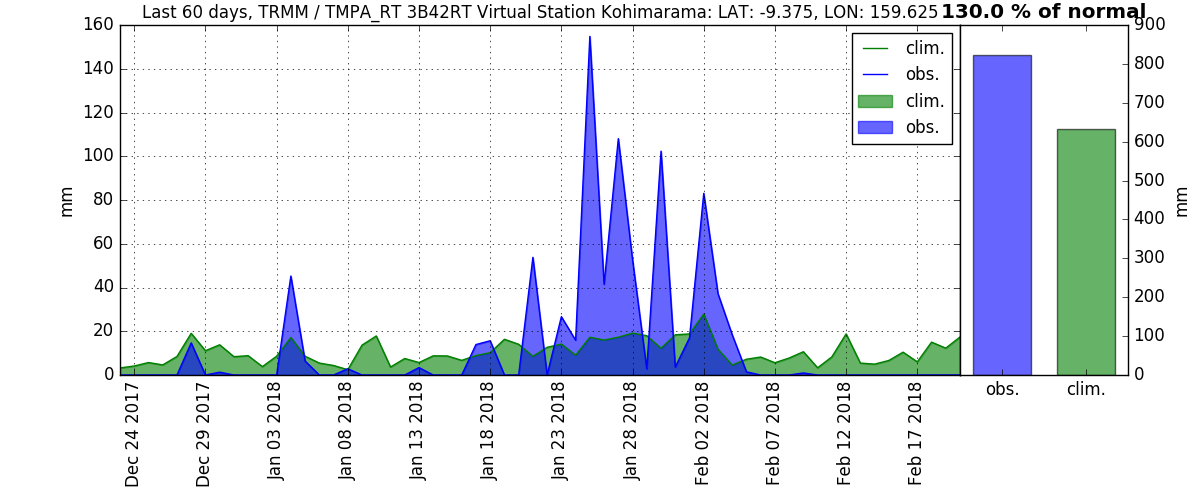 Last 60 days, TRMM / TMPA_RT 3B42RT Virtual Station Kohimarama: LAT: -9.375, LON: 159.625
130.0 % of normal
160
140
120
100
80
60
40
20
0
mm
clim.
obs.
clim.
obs.
Dec 24 2017
Dec 29 2017
Jan 03 2018
Jan 08 2018
Jan 13 2018
Jan 18 2018
Jan 23 2018
Jan 28 2018
Feb 02 2018
Feb 07 2018
Feb 12 2018
Feb 17 2018
900
800
700
600
500
400
300
200
100
0
mm
obs.
clim.